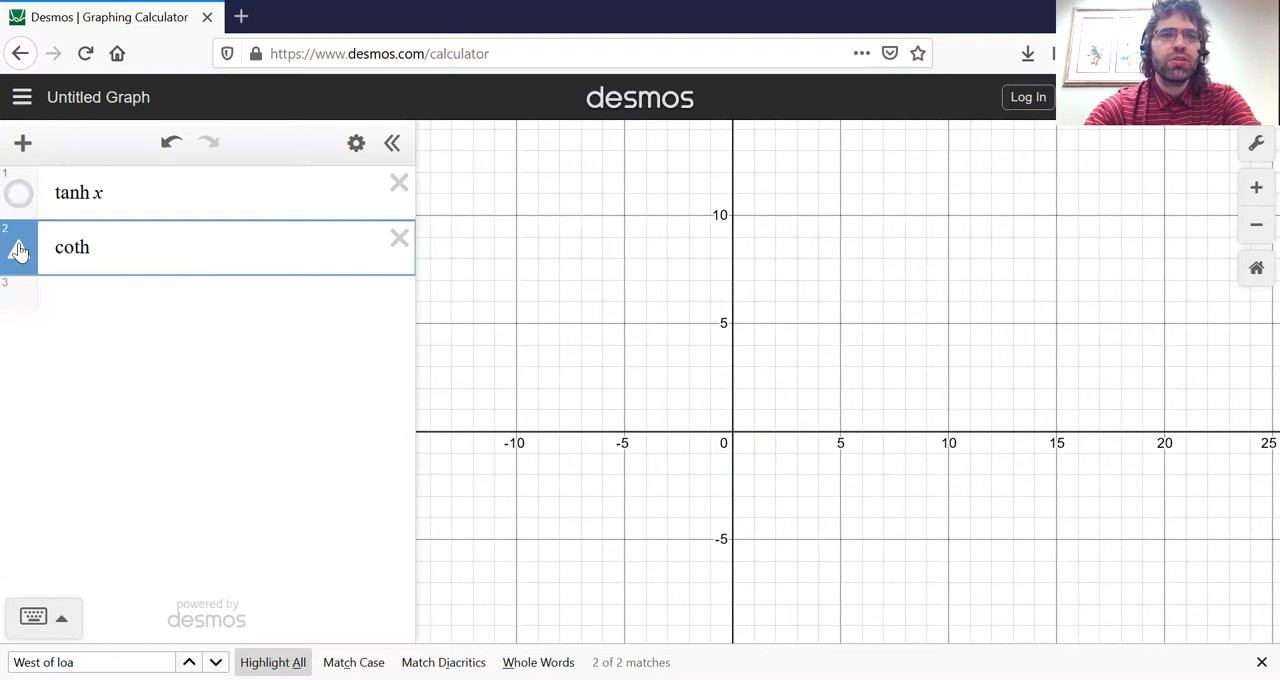 Desmos | Graphing Calculator
https://www.desmos.com/calculator
Untitled Graph
desmos
Log In
1
tanh x
2
coth
3
10
5
-10
-5
0
5
10
15
20
25
-5
powered by
desmos
West of loa
Highlight All
Match Case
Match Diacritics
Whole Words
2 of 2 matches